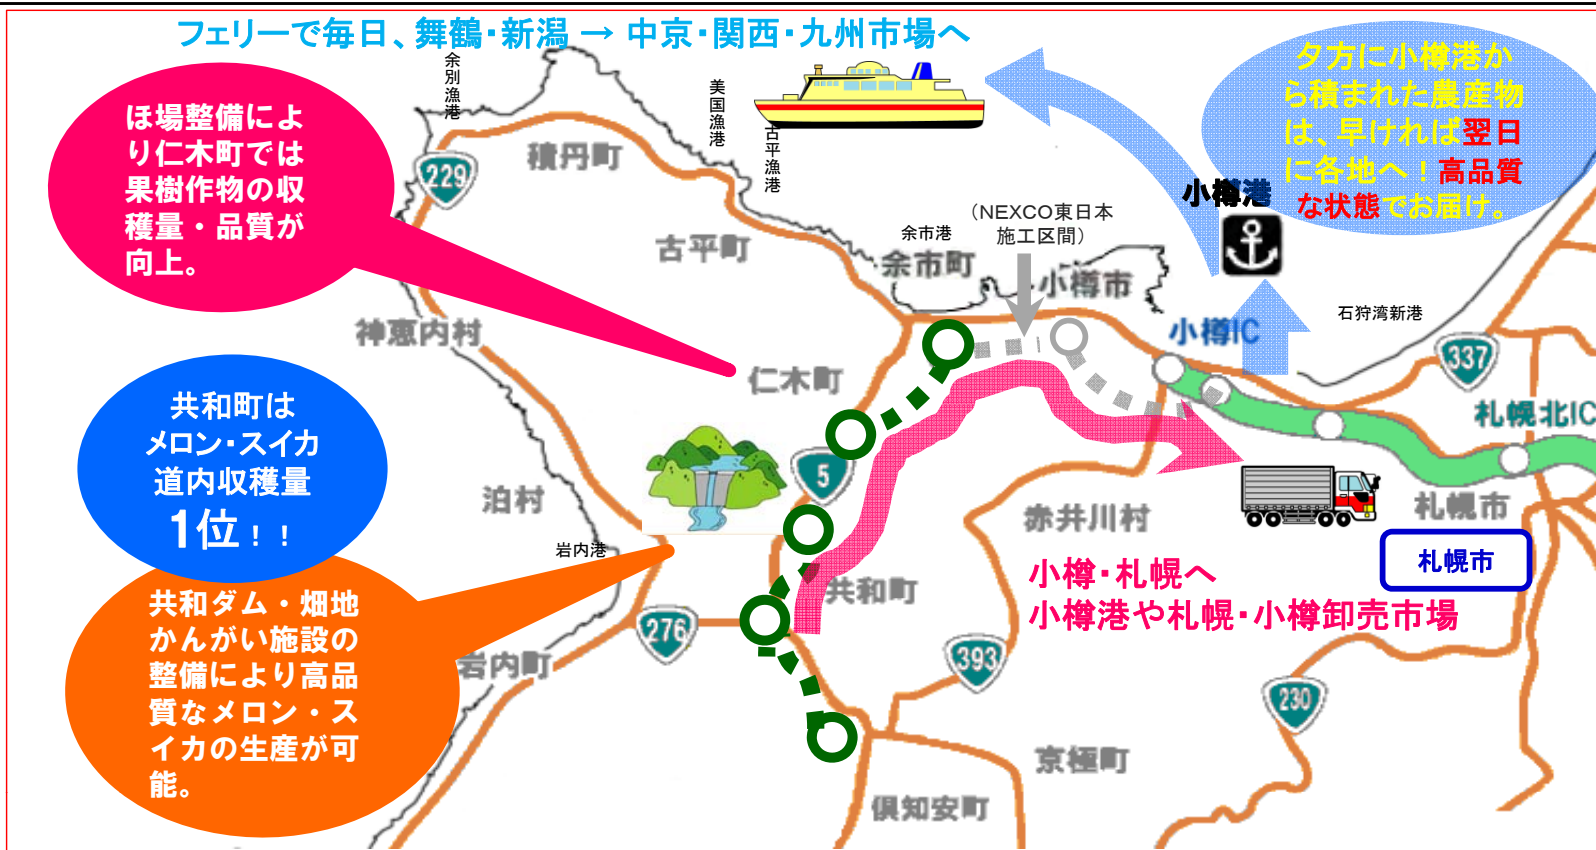 フェリーで毎日、舞鶴・新潟 → 中京・関西・九州市場へ
夕方に小樽港か
ら積まれた農産物
は、早ければ翌日
に各地へ！高品質
な状態でお届け。
ほ場整備によ
り仁木町では
果樹作物の収
穫量・品質が
向上。
余別漁港
美国漁港
古平漁港
積丹町
229
古平町
小樽港
（NEXCO東日本
施工区間）
余市港
余市町
小樽市
石狩湾新港
神恵内村
小樽IC
337
仁木町
共和町は
メロン・スイカ
道内収穫量
1位！！
札幌北IC
5
泊村
赤井川村
札幌市
岩内港
札幌市
共和町
小樽・札幌へ
小樽港や札幌・小樽卸売市場
共和ダム・畑地
かんがい施設の
整備により高品
質なメロン・ス
イカの生産が可
能。
276
岩内町
393
230
京極町
倶知安町